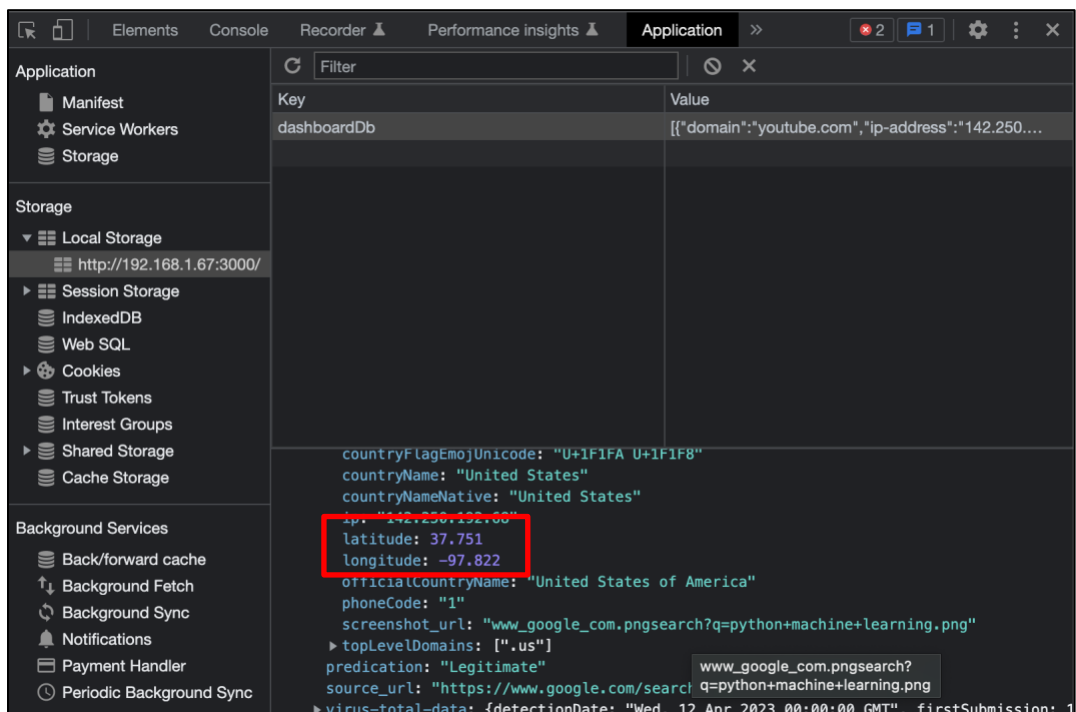 Elements Console Recorder Performance insights Application » 2 1
Application
Manifest
Service Workers
Storage
Storage
Local Storage
http://192.168.1.67:3000/
Session Storage
IndexedDB
Web SQL
Cookies
Trust Tokens
Interest Groups
Shared Storage
Cache Storage
Background Services
Back/forward cache
Background Fetch
Background Sync
Notifications
Payment Handler
Periodic Background Sync
Filter
Key Value
dashboardDb [{"domain":"youtube.com","ip-address":"142.250....
countryFlagEmojUnicode: "U+1F1FA U+1F1F8"
countryName: "United States"
countryNameNative: "United States"
ip: "142.250.192.68"
latitude: 37.751
longitude: -97.822
officialCountryName: "United States of America"
phoneCode: "1"
screenshot_url: "www_google_com.pngsearch?q=python+machine+learning.png"
topLevelDomains: [".us"]
predication: "Legitimate"
source_url: "https://www.google.com/search
www_google_com.pngsearch?
q=python+machine+learning.png
virus-total-data: {detectionDate: "Wed, 12 Apr 2023 00:00:00 GMT", firstSubmission: 1